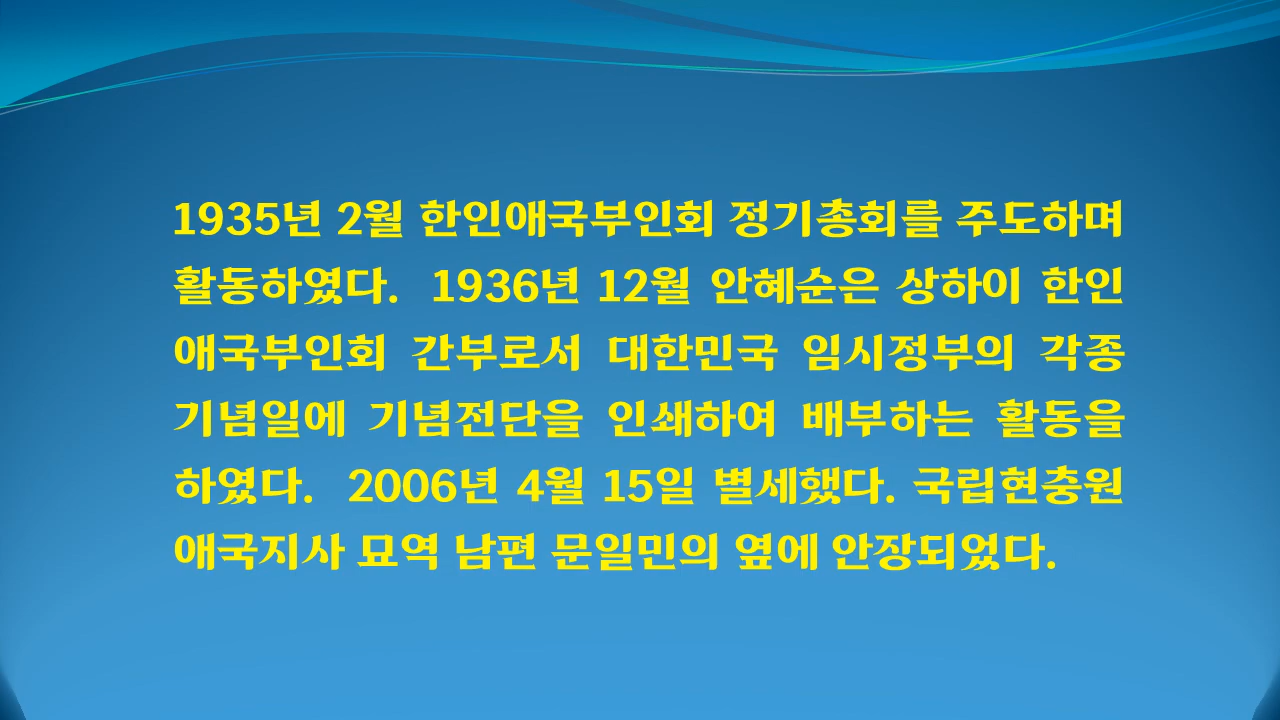 1935년 2월 한인애국부인회 정기총회를 주도하며
활동하였다. 1936년 12월 안혜순은 상하이 한인
애국부인회 간부로서 대한민국 임시정부의 각종
기념일에 기념전단을 인쇄하여 배부하는 활동을
하였다. 2006년 4월 15일 별세했다. 국립현충원
애국지사 묘역 남편 문일민의 옆에 안장되었다.